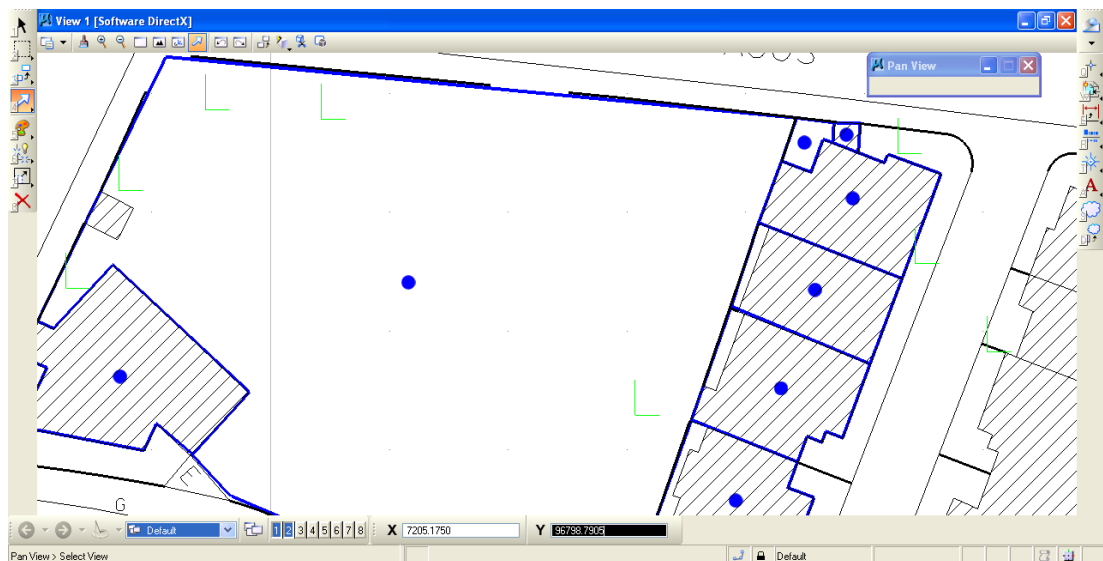 View 1 [Software DirectX]
Pan View
A
E
G
Default
1 2 3 4 5 6 7 8
X 7205.1750
Y 96798.7905
Pan View > Select View
Default